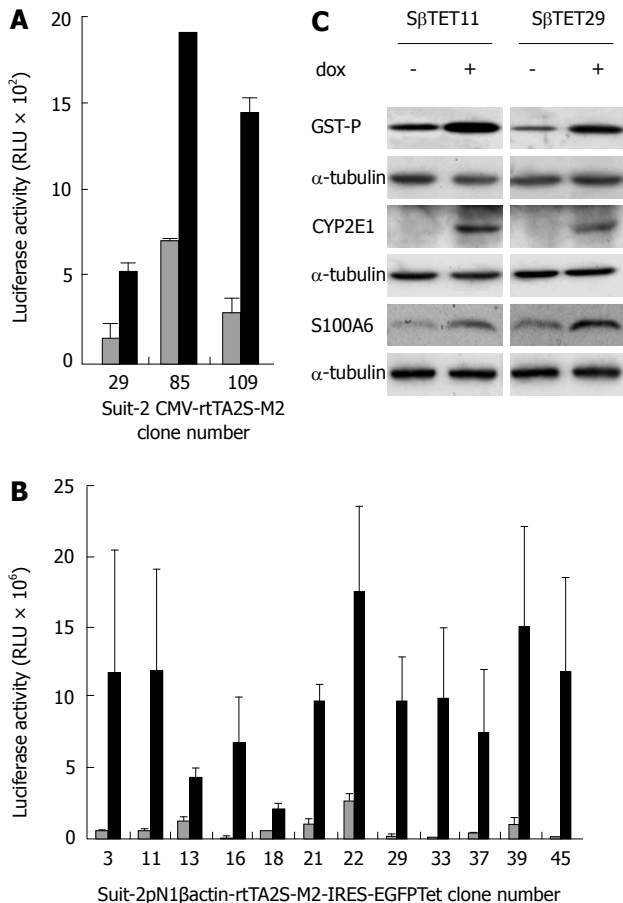 A
Luciferase activity (RLU × 10²)
20
15
10
5
0
29 85 109
Suit-2 CMV-rtTA2S-M2
clone number
C
SβTET11 SβTET29
dox - + - +
GST-P
α-tubulin
CYP2E1
α-tubulin
S100A6
α-tubulin
B
Luciferase activity (RLU × 10⁶)
25
20
15
10
5
0
3 11 13 16 18 21 22 29 33 37 39 45
Suit-2pN1βactin-rtTA2S-M2-IRES-EGFPTet clone number